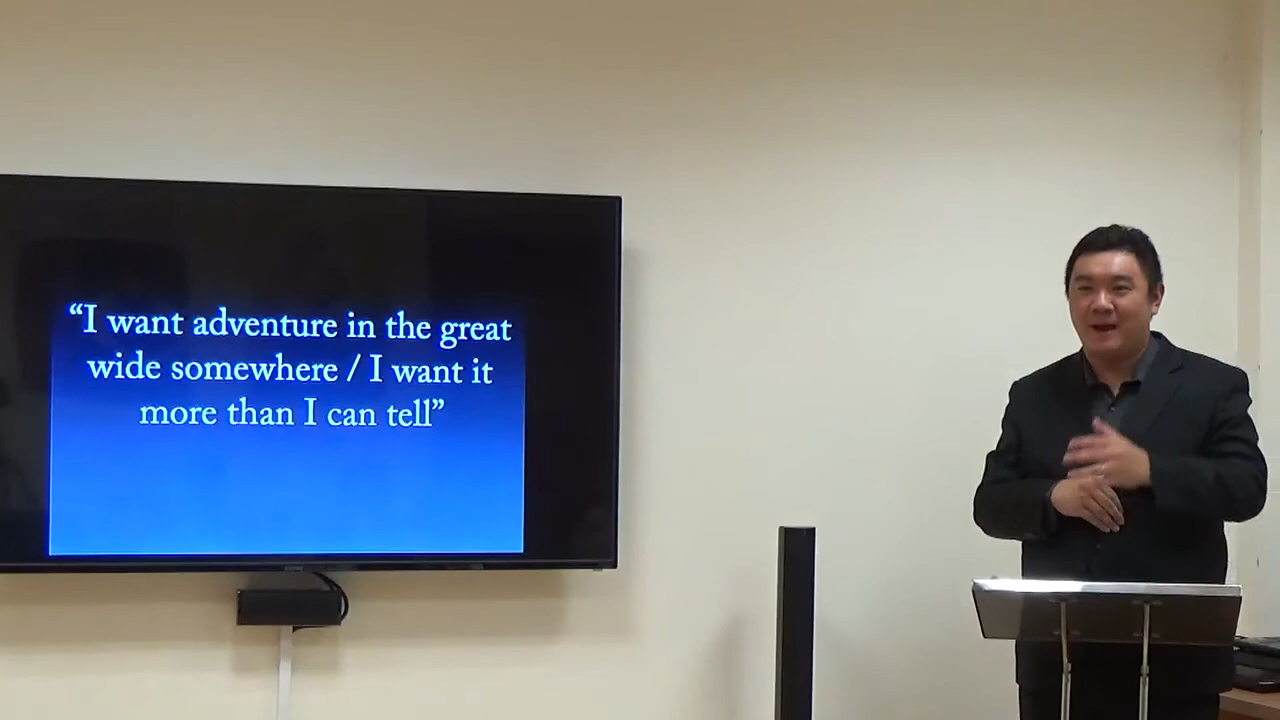 “I want adventure in the great
wide somewhere / I want it
more than I can tell”